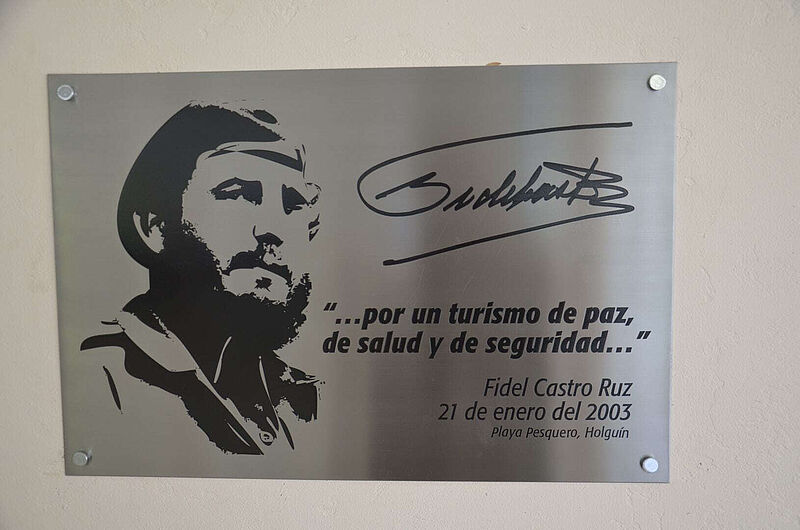 “...por un turismo de paz,
de salud y de seguridad...”
Fidel Castro Ruz
21 de enero del 2003
Playa Pesquero, Holguín